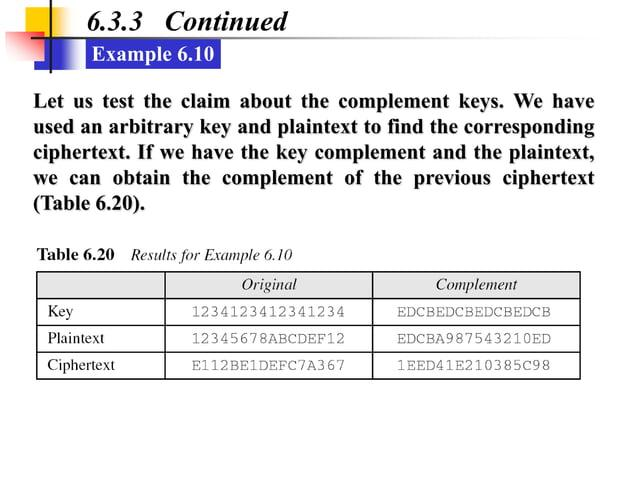 6.3.3 Continued
Example 6.10
Let us test the claim about the complement keys. We have
used an arbitrary key and plaintext to find the corresponding
ciphertext. If we have the key complement and the plaintext,
we can obtain the complement of the previous ciphertext
(Table 6.20).
Table 6.20 Results for Example 6.10
Original Complement
Key 1234123412341234 EDCBEDCBEDCBEDCB
Plaintext 12345678ABCDEF12 EDCBA987543210ED
Ciphertext E112BE1DEFC7A367 1EED41E210385C98